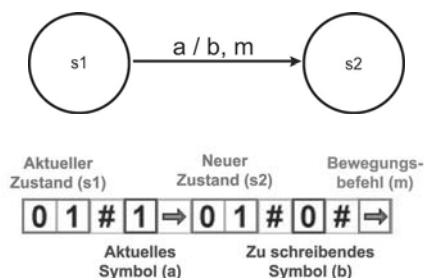 a / b, m
s1
s2
Aktueller
Zustand (s1)
Neuer
Zustand (s2)
Bewegungs-
befehl (m)
0 1 # 1 ⇒ 0 1 # 0 # ⇒
Aktuelles
Symbol (a)
Zu schreibendes
Symbol (b)